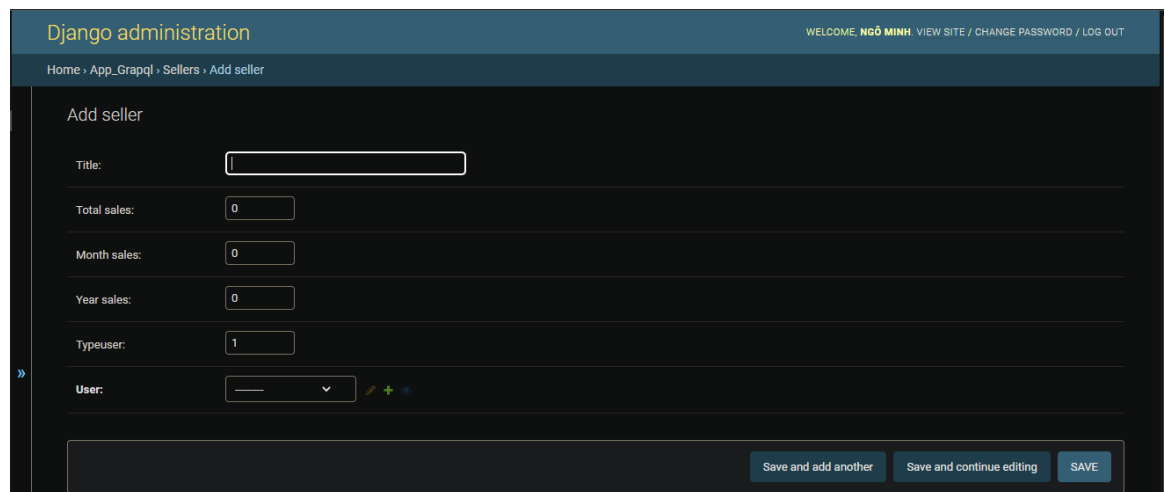 Django administration
WELCOME, NGÔ MINH. VIEW SITE / CHANGE PASSWORD / LOG OUT
Home › App_Grapql › Sellers › Add seller
Add seller
Title:
Total sales: 0
Month sales: 0
Year sales: 0
Typeuser: 1
»
User: ---------
Save and add another Save and continue editing SAVE